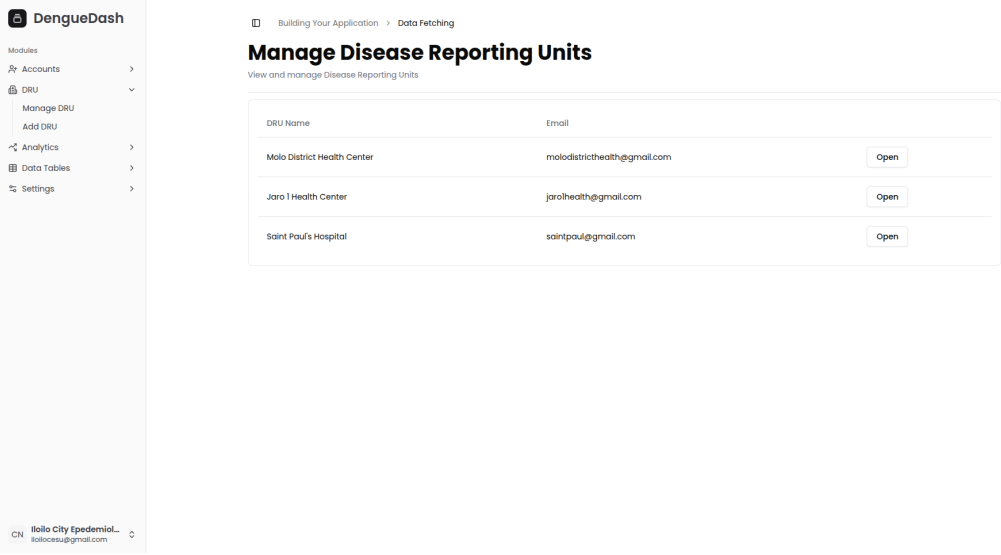 DengueDash
Modules
Accounts
DRU
Manage DRU
Add DRU
Analytics
Data Tables
Settings
CN
Iloilo City Epedemiol...
iloilocesu@gmail.com
Building Your Application > Data Fetching
Manage Disease Reporting Units
View and manage Disease Reporting Units
DRU Name Email
Molo District Health Center molodistricthealth@gmail.com Open
Jaro 1 Health Center jaro1health@gmail.com Open
Saint Paul's Hospital saintpaul@gmail.com Open